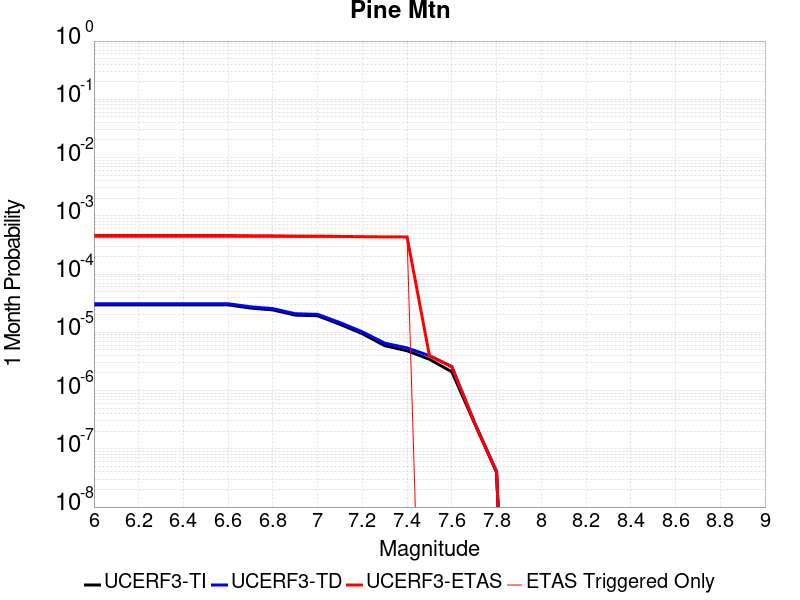 Pine Mtn
10^0
10^-1
10^-2
10^-3
10^-4
10^-5
10^-6
10^-7
10^-8
1 Month Probability
6 6.2 6.4 6.6 6.8 7 7.2 7.4 7.6 7.8 8 8.2 8.4 8.6 8.8 9
Magnitude
UCERF3-TI UCERF3-TD UCERF3-ETAS ETAS Triggered Only